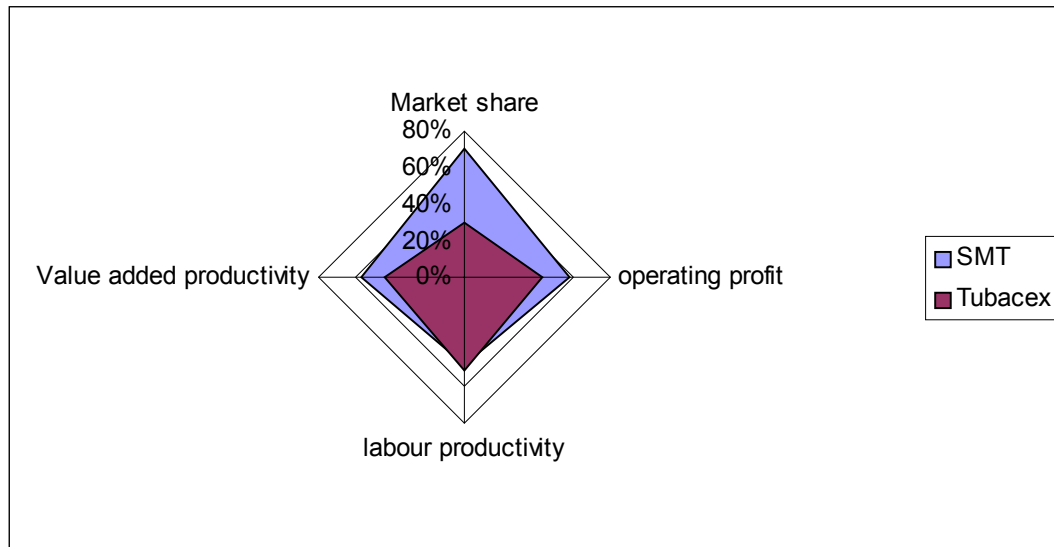 Market share
80%
60%
40%
20%
0%
Value added productivity
operating profit
labour productivity
SMT
Tubacex